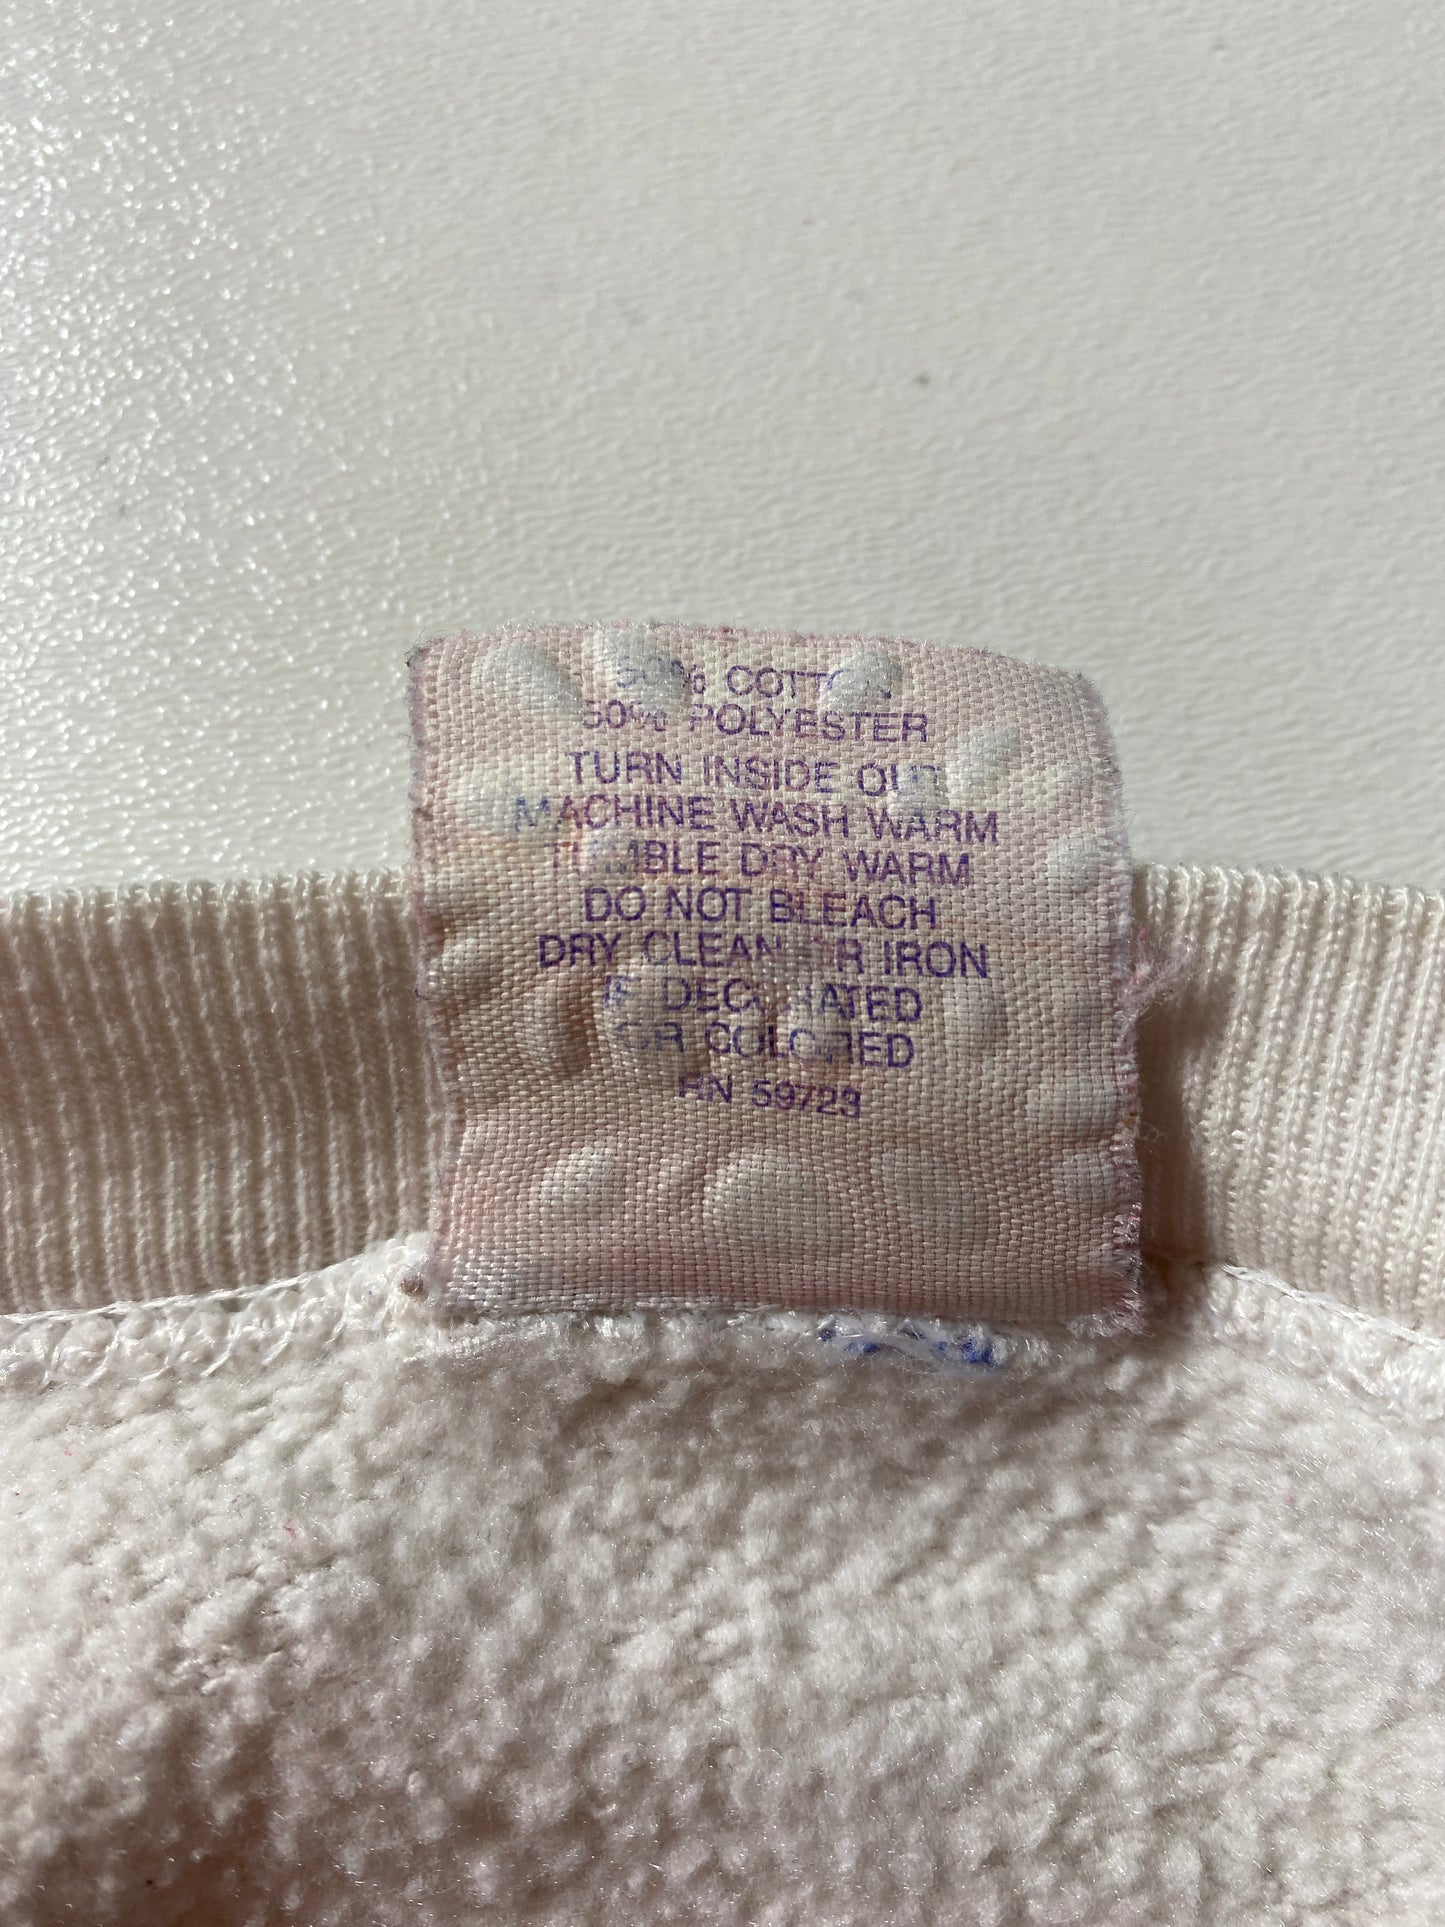 50% COTTON
50% POLYESTER
TURN INSIDE OUT
MACHINE WASH WARM
TUMBLE DRY WARM
DO NOT BLEACH
DRY CLEAN OR IRON
IF DECORATED
OR COLORED
RN 59723